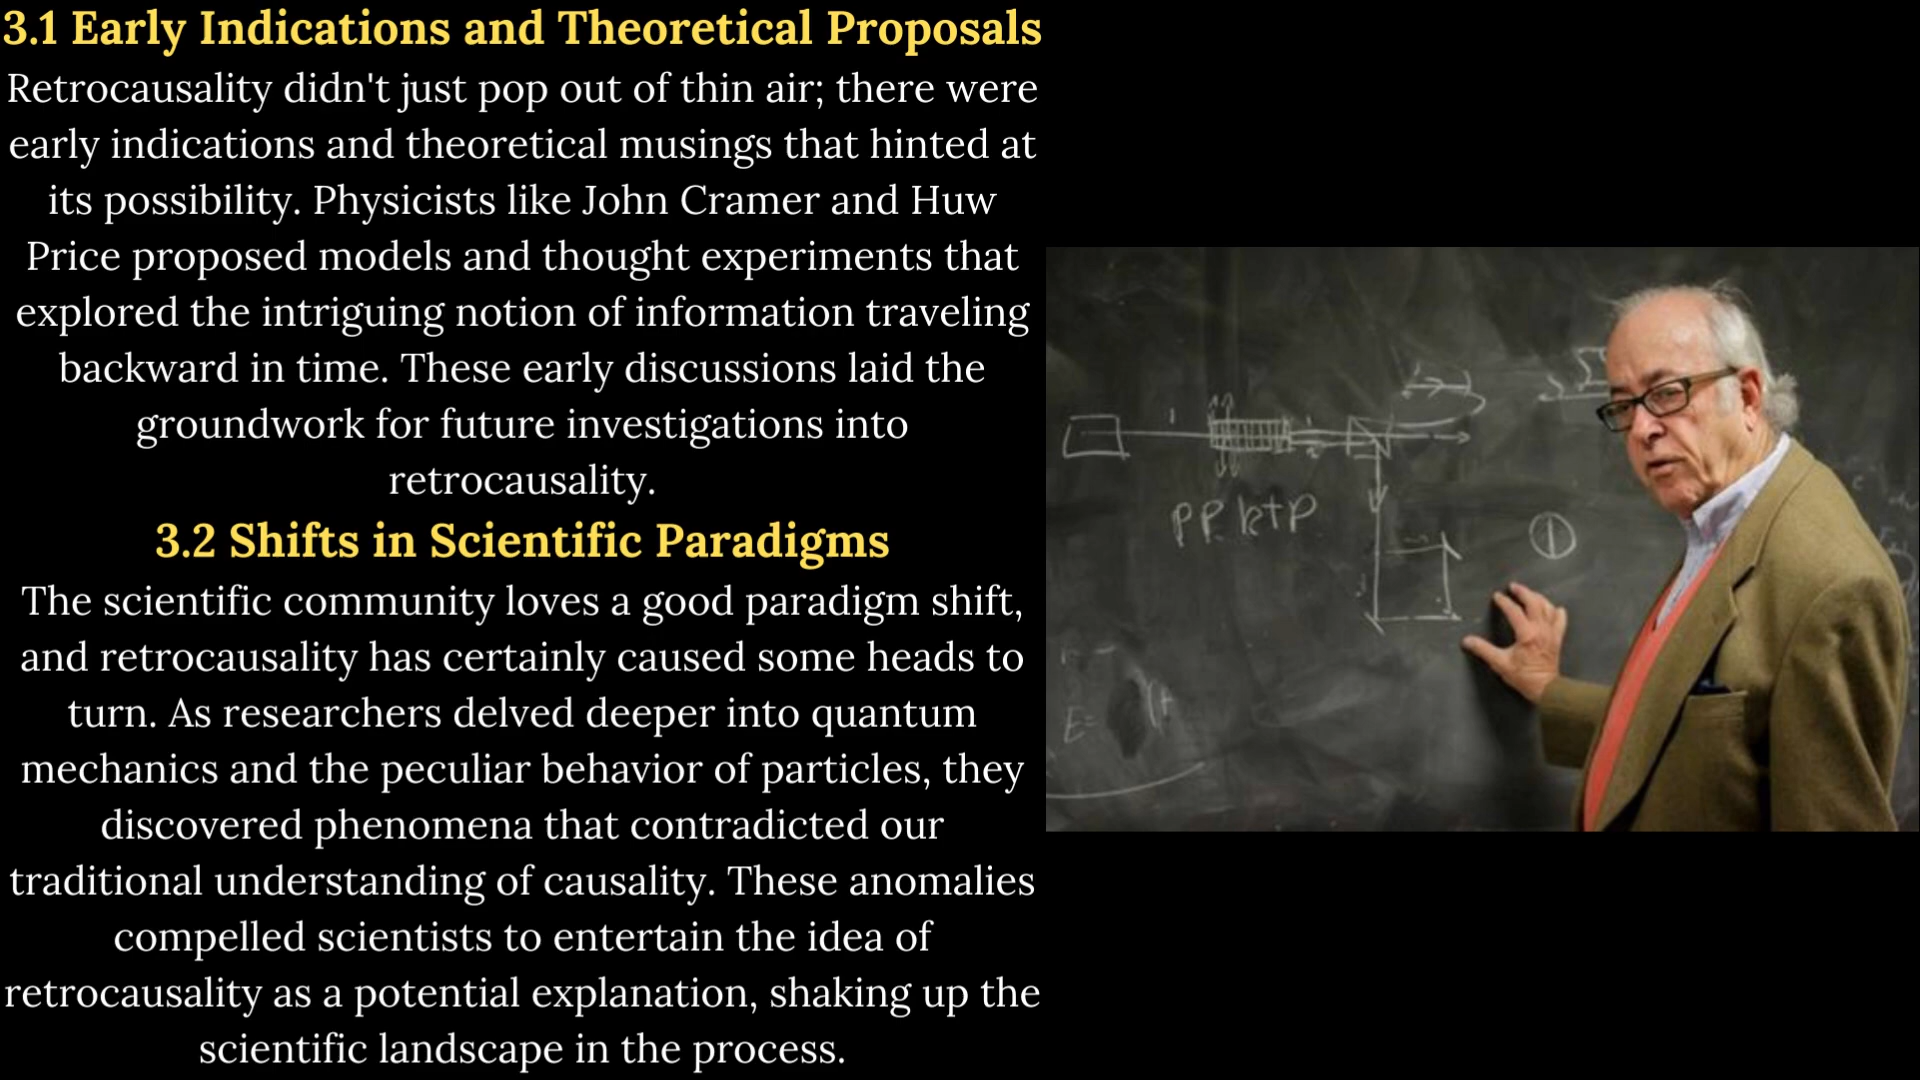 3.1 Early Indications and Theoretical Proposals
Retrocausality didn't just pop out of thin air; there were
early indications and theoretical musings that hinted at
its possibility. Physicists like John Cramer and Huw
Price proposed models and thought experiments that
explored the intriguing notion of information traveling
backward in time. These early discussions laid the
groundwork for future investigations into
retrocausality.
3.2 Shifts in Scientific Paradigms
The scientific community loves a good paradigm shift,
and retrocausality has certainly caused some heads to
turn. As researchers delved deeper into quantum
mechanics and the peculiar behavior of particles, they
discovered phenomena that contradicted our
traditional understanding of causality. These anomalies
compelled scientists to entertain the idea of
retrocausality as a potential explanation, shaking up the
scientific landscape in the process.
PP KTP
1
E=